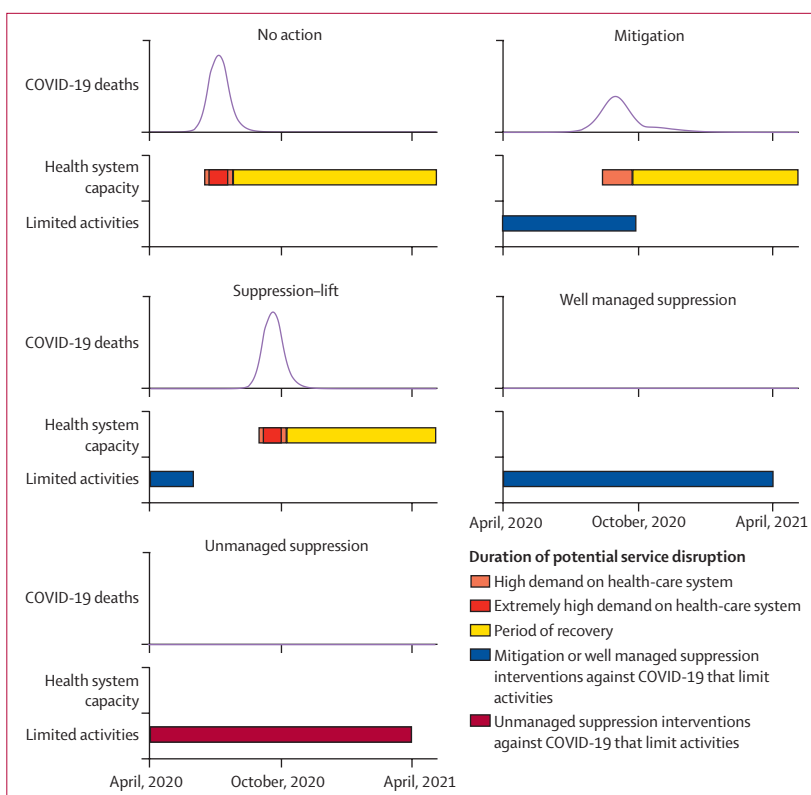 No action
Mitigation
COVID-19 deaths
Health system
capacity
Limited activities
Suppression–lift
Well managed suppression
COVID-19 deaths
Health system
capacity
Limited activities
April, 2020
October, 2020
April, 2021
Unmanaged suppression
COVID-19 deaths
Health system
capacity
Limited activities
April, 2020
October, 2020
April, 2021
Duration of potential service disruption
High demand on health-care system
Extremely high demand on health-care system
Period of recovery
Mitigation or well managed suppression
interventions against COVID-19 that limit
activities
Unmanaged suppression interventions
against COVID-19 that limit activities